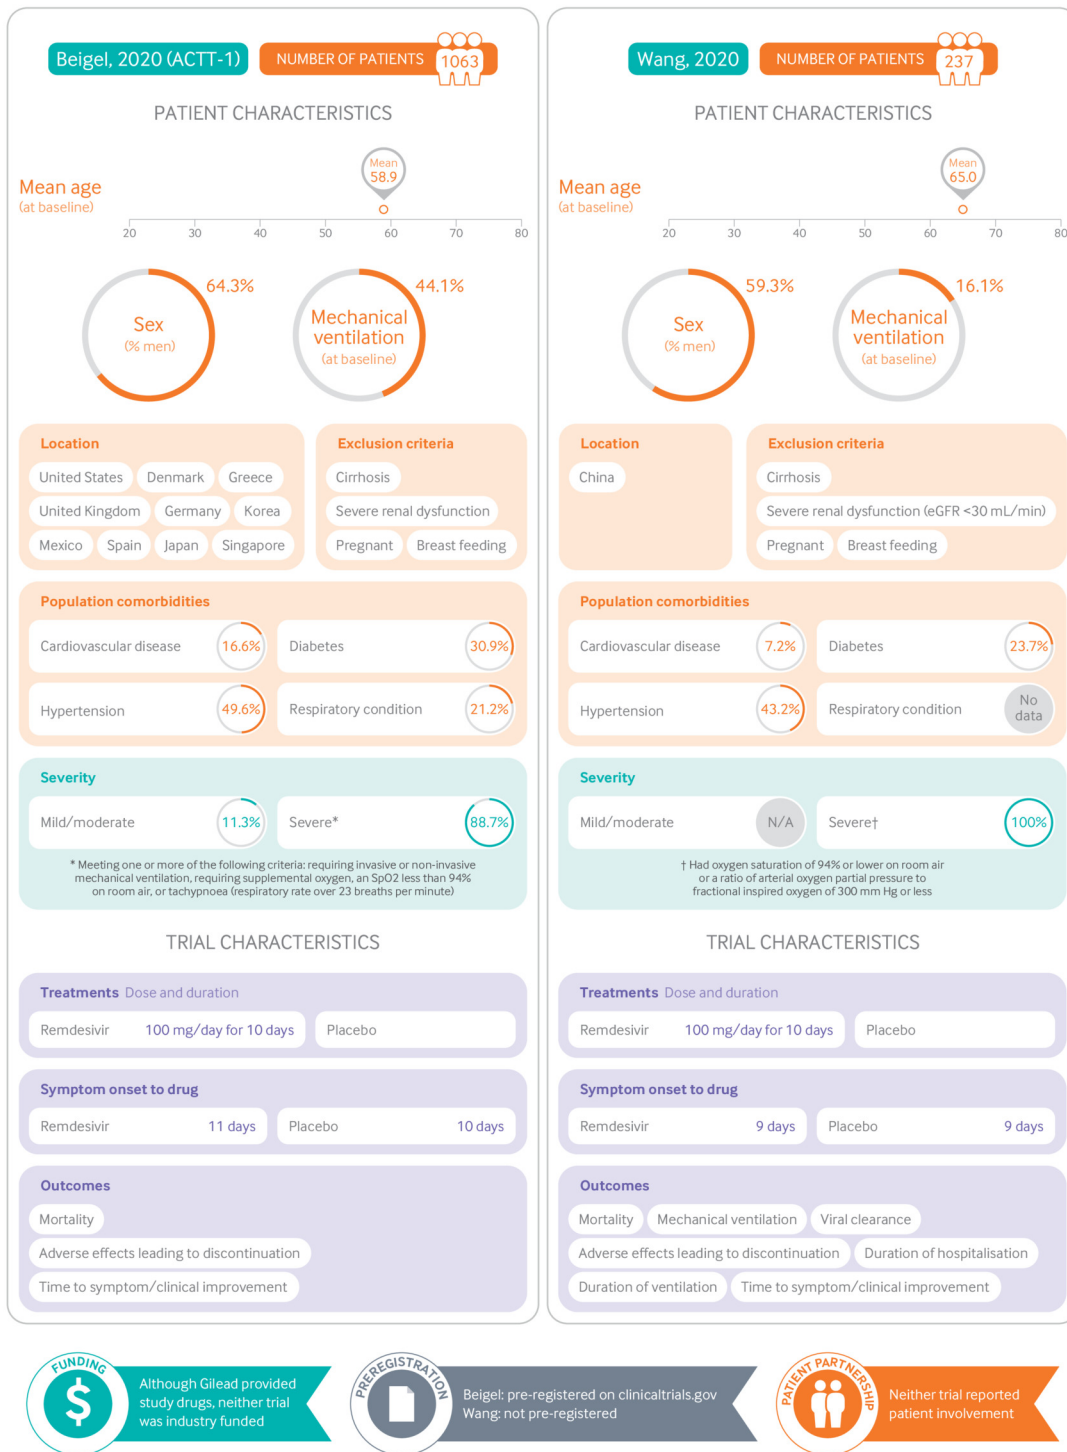 Beigel, 2020 (ACTT-1)
NUMBER OF PATIENTS
1063
PATIENT CHARACTERISTICS
Mean
58.9
Mean age
(at baseline)
20 30 40 50 60 70 80
64.3%
Sex
(% men)
44.1%
Mechanical
ventilation
(at baseline)
Location
United States Denmark Greece
United Kingdom Germany Korea
Mexico Spain Japan Singapore
Exclusion criteria
Cirrhosis
Severe renal dysfunction
Pregnant Breast feeding
Population comorbidities
Cardiovascular disease 16.6% Diabetes 30.9%
Hypertension 49.6% Respiratory condition 21.2%
Severity
Mild/moderate 11.3% Severe* 88.7%
* Meeting one or more of the following criteria: requiring invasive or non-invasive
mechanical ventilation, requiring supplemental oxygen, an SpO2 less than 94%
on room air, or tachypnoea (respiratory rate over 23 breaths per minute)
TRIAL CHARACTERISTICS
Treatments Dose and duration
Remdesivir 100 mg/day for 10 days Placebo
Symptom onset to drug
Remdesivir 11 days Placebo 10 days
Outcomes
Mortality
Adverse effects leading to discontinuation
Time to symptom/clinical improvement
Wang, 2020
NUMBER OF PATIENTS
237
PATIENT CHARACTERISTICS
Mean
65.0
Mean age
(at baseline)
20 30 40 50 60 70 80
59.3%
Sex
(% men)
16.1%
Mechanical
ventilation
(at baseline)
Location
China
Exclusion criteria
Cirrhosis
Severe renal dysfunction (eGFR <30 mL/min)
Pregnant Breast feeding
Population comorbidities
Cardiovascular disease 7.2% Diabetes 23.7%
Hypertension 43.2% Respiratory condition No data
Severity
Mild/moderate N/A Severe† 100%
† Had oxygen saturation of 94% or lower on room air
or a ratio of arterial oxygen partial pressure to
fractional inspired oxygen of 300 mm Hg or less
TRIAL CHARACTERISTICS
Treatments Dose and duration
Remdesivir 100 mg/day for 10 days Placebo
Symptom onset to drug
Remdesivir 9 days Placebo 9 days
Outcomes
Mortality Mechanical ventilation Viral clearance
Adverse effects leading to discontinuation Duration of hospitalisation
Duration of ventilation Time to symptom/clinical improvement
FUNDING
$
Although Gilead provided
study drugs, neither trial
was industry funded
PREREGISTRATION
Beigel: pre-registered on clinicaltrials.gov
Wang: not pre-registered
PATIENT PARTNERSHIP
Neither trial reported
patient involvement